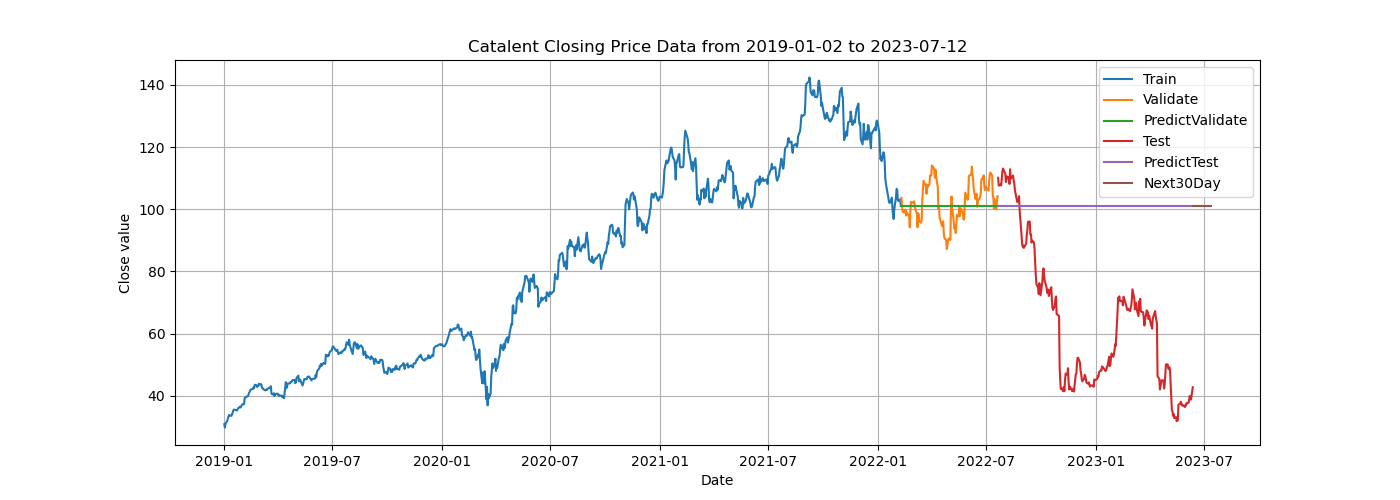 Catalent Closing Price Data from 2019-01-02 to 2023-07-12
Close value
140
120
100
80
60
40
Train
Validate
PredictValidate
Test
PredictTest
Next30Day
2019-01 2019-07 2020-01 2020-07 2021-01 2021-07 2022-01 2022-07 2023-01 2023-07
Date